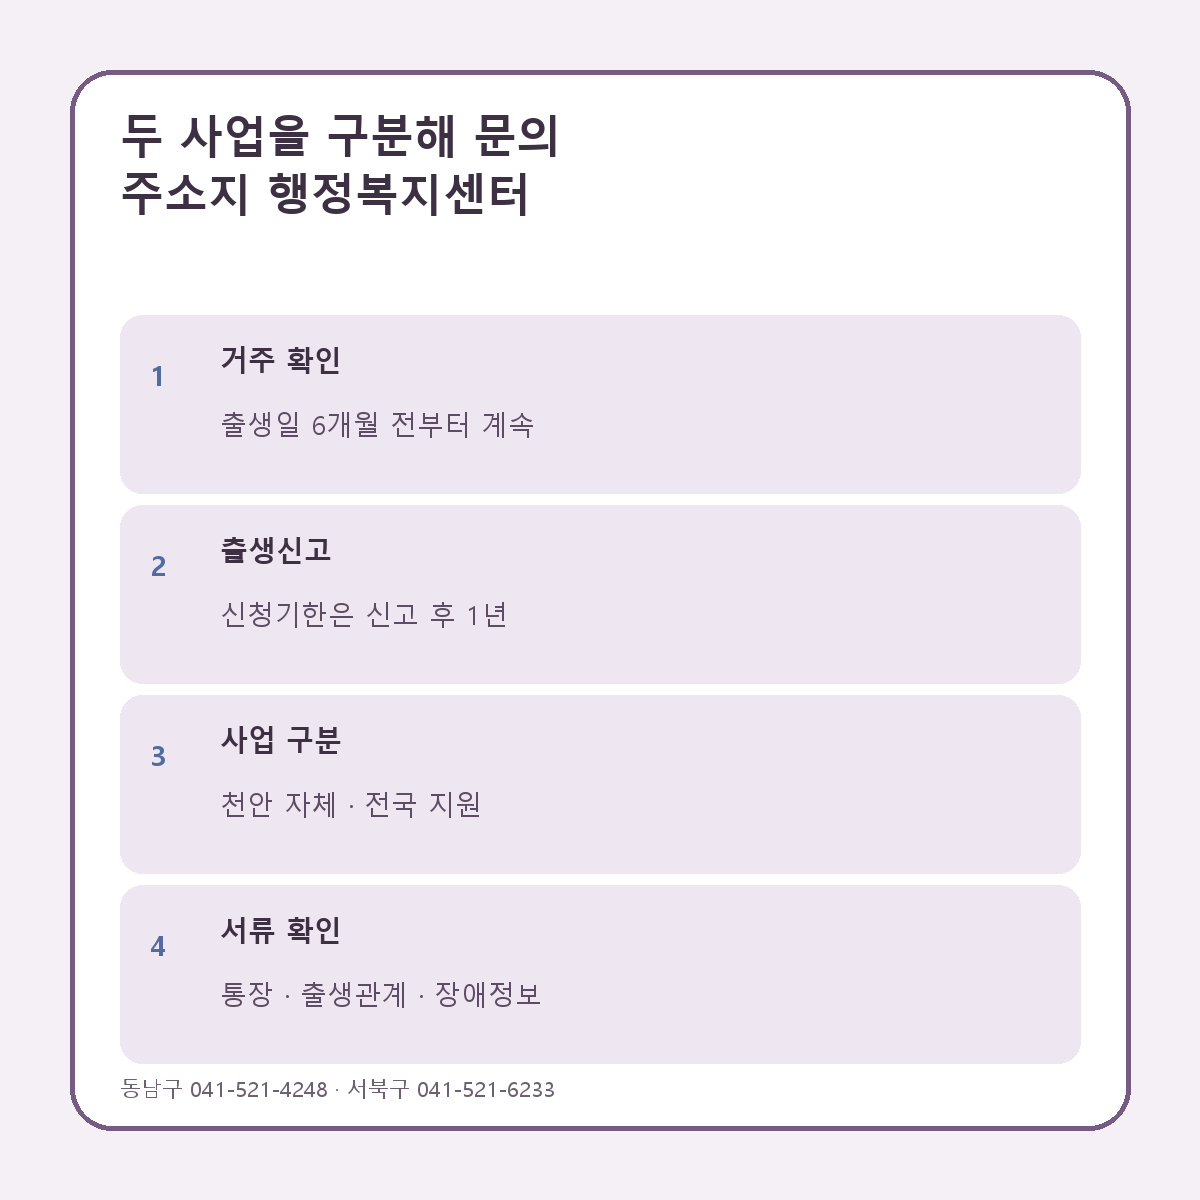 두 사업을 구분해 문의
주소지 행정복지센터
1
거주 확인
출생일 6개월 전부터 계속
2
출생신고
신청기한은 신고 후 1년
3
사업 구분
천안 자체 · 전국 지원
4
서류 확인
통장 · 출생관계 · 장애정보
동남구 041-521-4248 · 서북구 041-521-6233